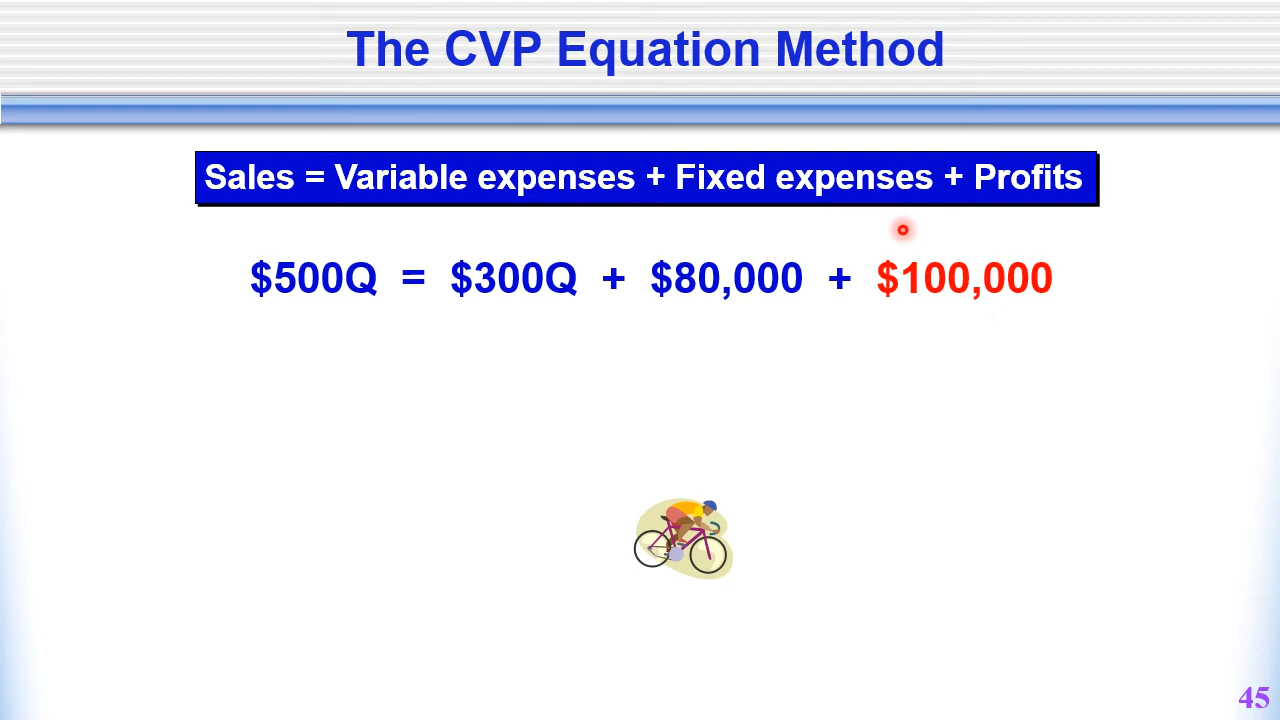 The CVP Equation Method
Sales = Variable expenses + Fixed expenses + Profits
$500Q = $300Q + $80,000 + $100,000
45